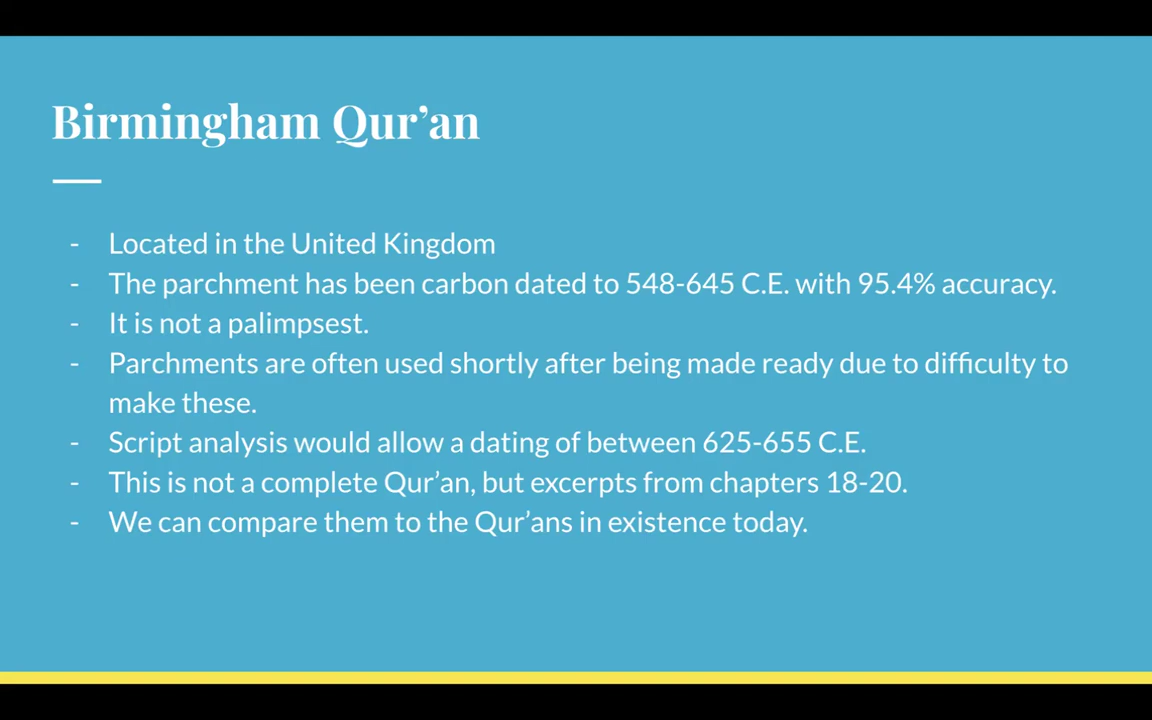 Birmingham Qur’an
- Located in the United Kingdom
- The parchment has been carbon dated to 548-645 C.E. with 95.4% accuracy.
- It is not a palimpsest.
- Parchments are often used shortly after being made ready due to difficulty to
make these.
- Script analysis would allow a dating of between 625-655 C.E.
- This is not a complete Qur’an, but excerpts from chapters 18-20.
- We can compare them to the Qur’ans in existence today.